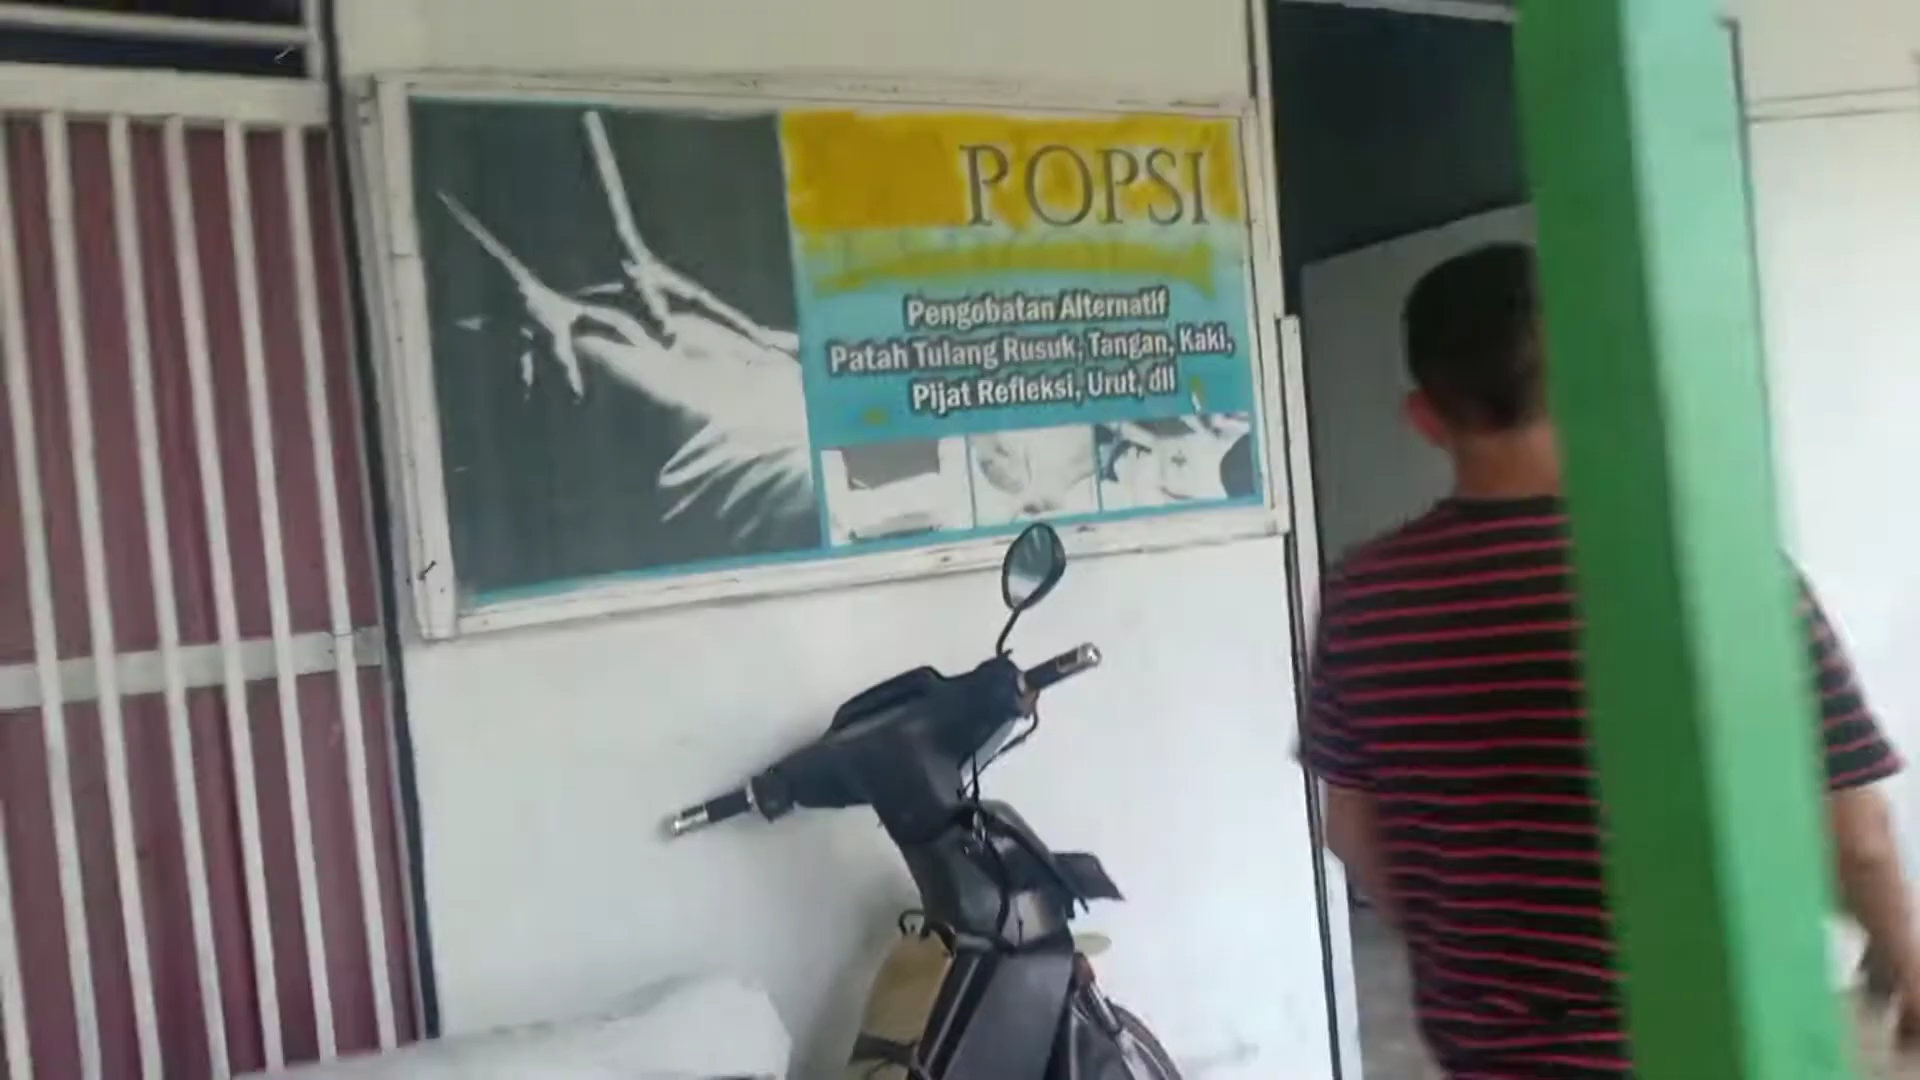 POPSI
Pengobatan Alternatif
Patah Tulang Rusuk, Tangan, Kaki,
Pijat Refleksi, Urut, dll